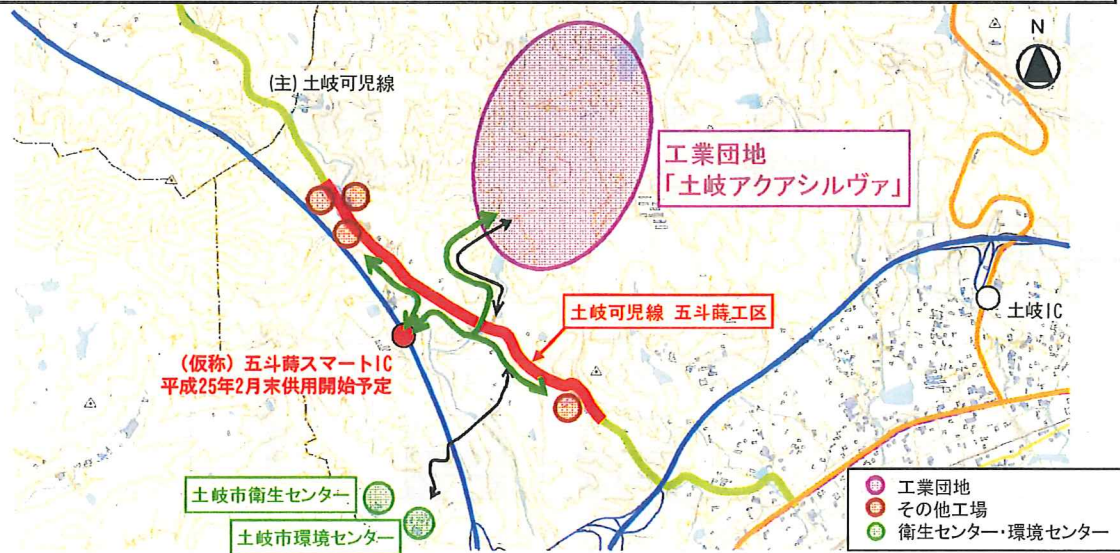 N
(主) 土岐可児線
工業団地
「土岐アクアシルヴァ」
土岐可児線 五斗蒔工区
土岐IC
(仮称) 五斗蒔スマートIC
平成25年2月末供用開始予定
土岐市衛生センター
土岐市環境センター
工業団地
その他工場
衛生センター・環境センター